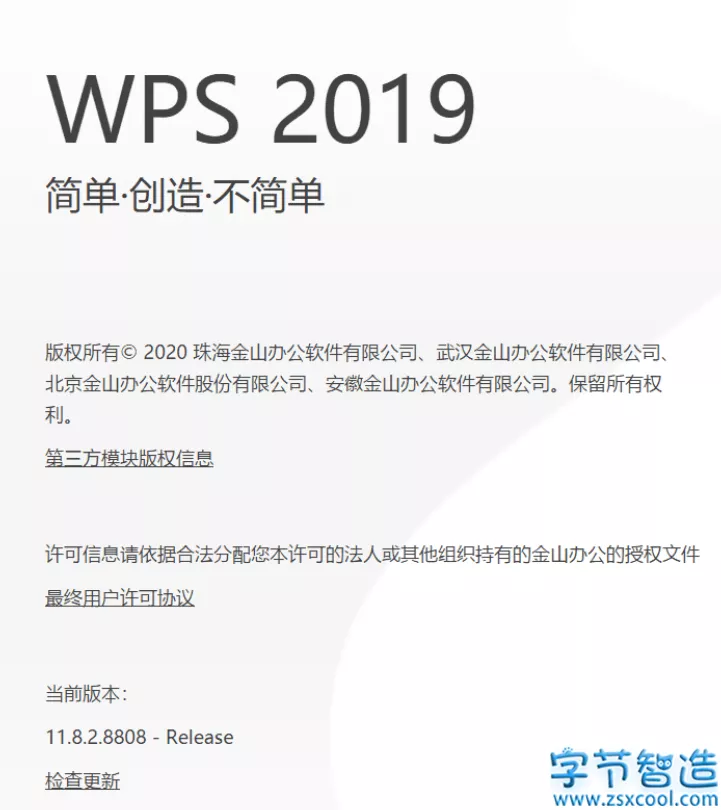 WPS 2019
简单·创造·不简单
版权所有© 2020 珠海金山办公软件有限公司、武汉金山办公软件有限公司、
北京金山办公软件股份有限公司、安徽金山办公软件有限公司。保留所有权
利。
第三方模块版权信息
许可信息请依据合法分配您本许可的法人或其他组织持有的金山办公的授权文件
最终用户许可协议
当前版本：
11.8.2.8808 - Release
检查更新
字节智造
www.zsxcool.com